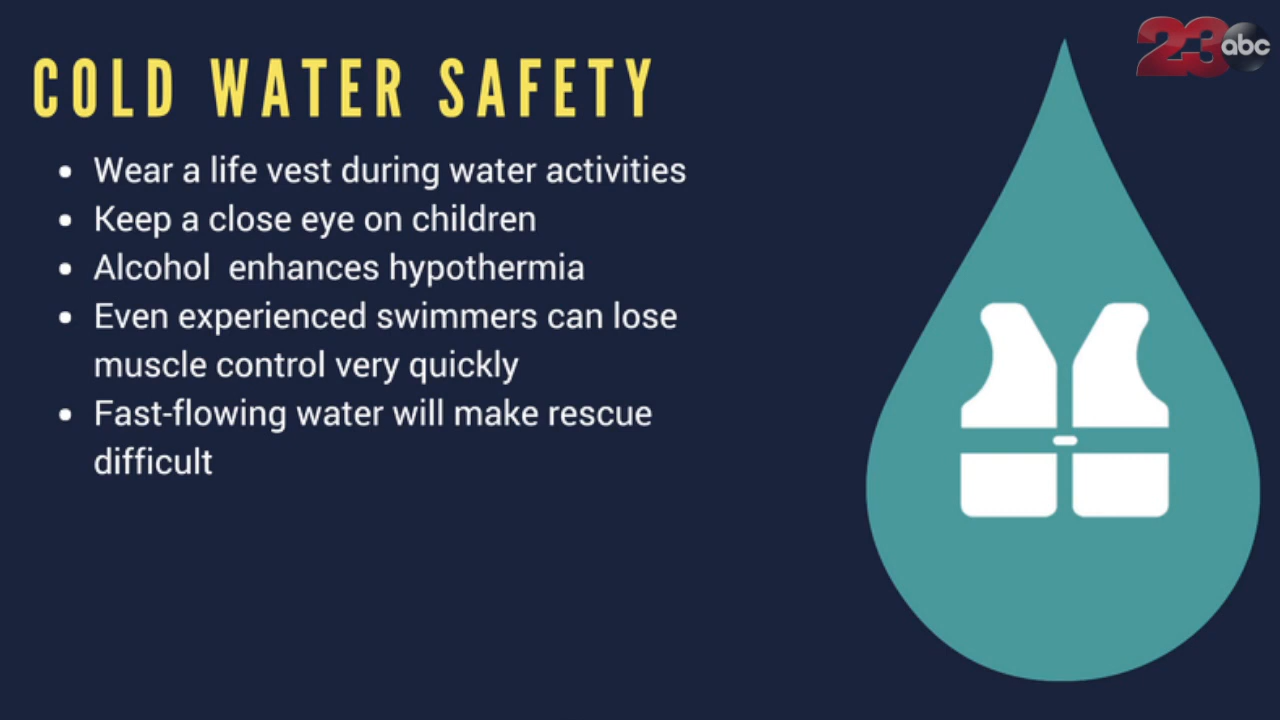 23 abc
COLD WATER SAFETY
• Wear a life vest during water activities
• Keep a close eye on children
• Alcohol  enhances hypothermia
• Even experienced swimmers can lose
muscle control very quickly
• Fast-flowing water will make rescue
difficult